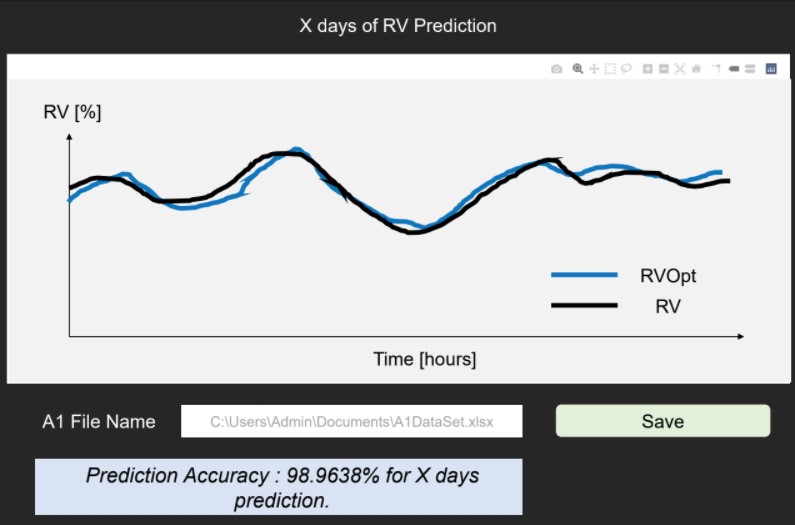 X days of RV Prediction
RV [%]
RVOpt
RV
Time [hours]
A1 File Name
C:\Users\Admin\Documents\A1DataSet.xlsx
Save
Prediction Accuracy : 98.9638% for X days
prediction.